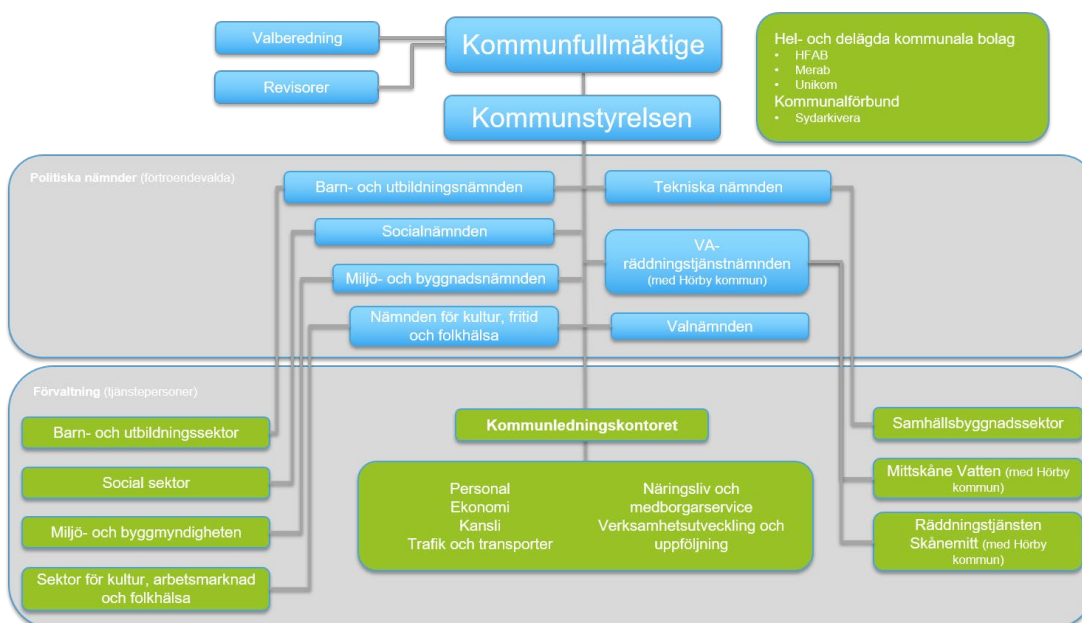 Valberedning
Kommunfullmäktige
Revisorer
Kommunstyrelsen
Hel- och delägda kommunala bolag
• HFAB
• Merab
• Unikom
Kommunalförbund
• Sydarkivera
Politiska nämnder (förtroendevalda)
Barn- och utbildningsnämnden
Tekniska nämnden
Socialnämnden
VA-
räddningstjänstnämnden
(med Hörby kommun)
Miljö- och byggnadsnämnden
Nämnden för kultur, fritid
och folkhälsa
Valnämnden
Förvaltning (tjänstepersoner)
Barn- och utbildningssektor
Social sektor
Miljö- och byggmyndigheten
Sektor för kultur, arbetsmarknad
och folkhälsa
Kommunledningskontoret
Personal
Ekonomi
Kansli
Trafik och transporter
Näringsliv och
medborgarservice
Verksamhetsutveckling och
uppföljning
Samhällsbyggnadssektor
Mittskåne Vatten (med Hörby
kommun)
Räddningstjänsten
Skånemitt (med Hörby
kommun)